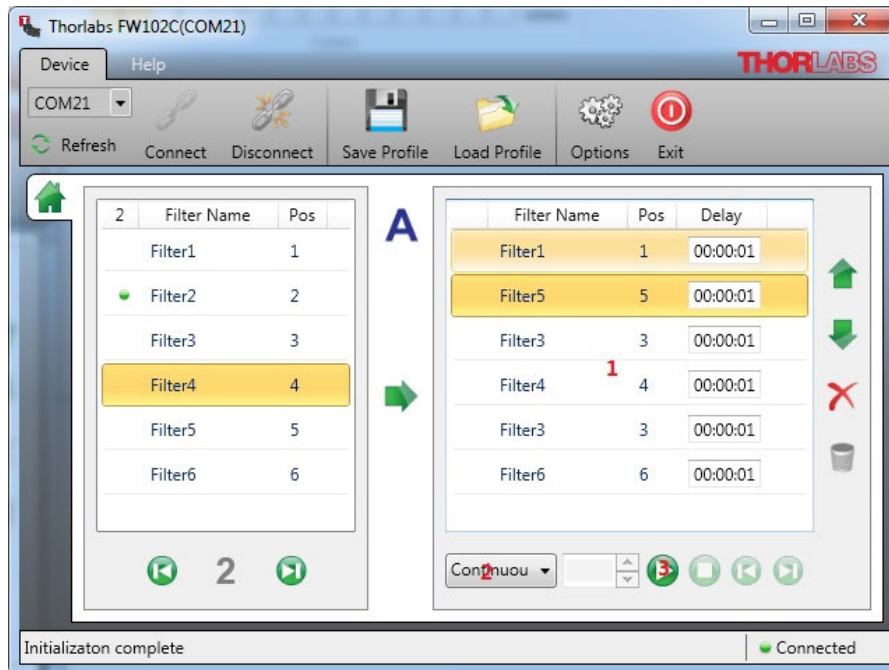 Thorlabs FW102C(COM21)
Device Help
THORLABS
COM21
Refresh
Connect
Disconnect
Save Profile
Load Profile
Options
Exit
2 Filter Name Pos
Filter1 1
Filter2 2
Filter3 3
Filter4 4
Filter5 5
Filter6 6
2
A
Filter Name Pos Delay
Filter1 1 00:00:01
Filter5 5 00:00:01
Filter3 3 00:00:01
1
Filter4 4 00:00:01
Filter3 3 00:00:01
Filter6 6 00:00:01
Continuou
2
3
Initializaton complete
Connected